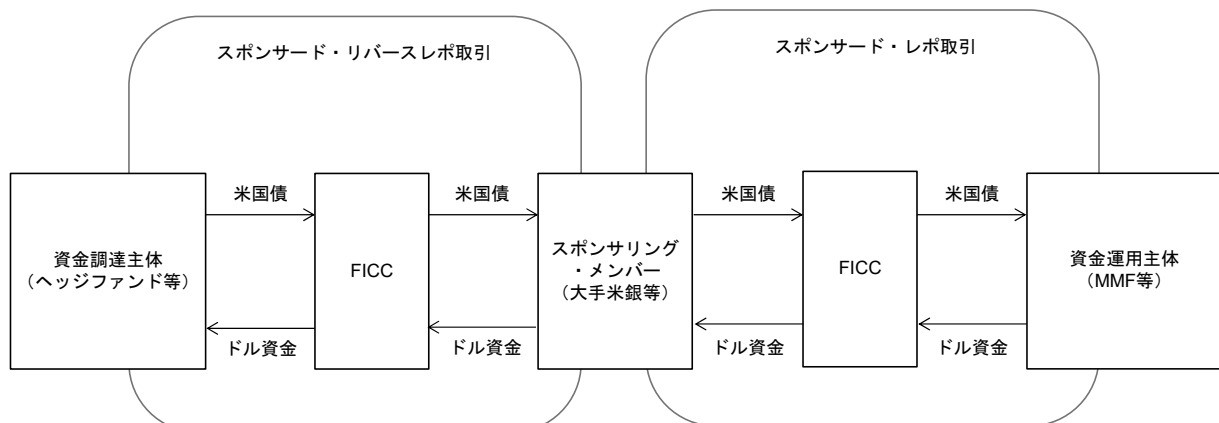 スポンサード・リバースレポ取引
スポンサード・レポ取引
米国債
米国債
米国債
米国債
資金調達主体
（ヘッジファンド等）
FICC
スポンサリング
・メンバー
（大手米銀等）
FICC
資金運用主体
（MMF等）
ドル資金
ドル資金
ドル資金
ドル資金